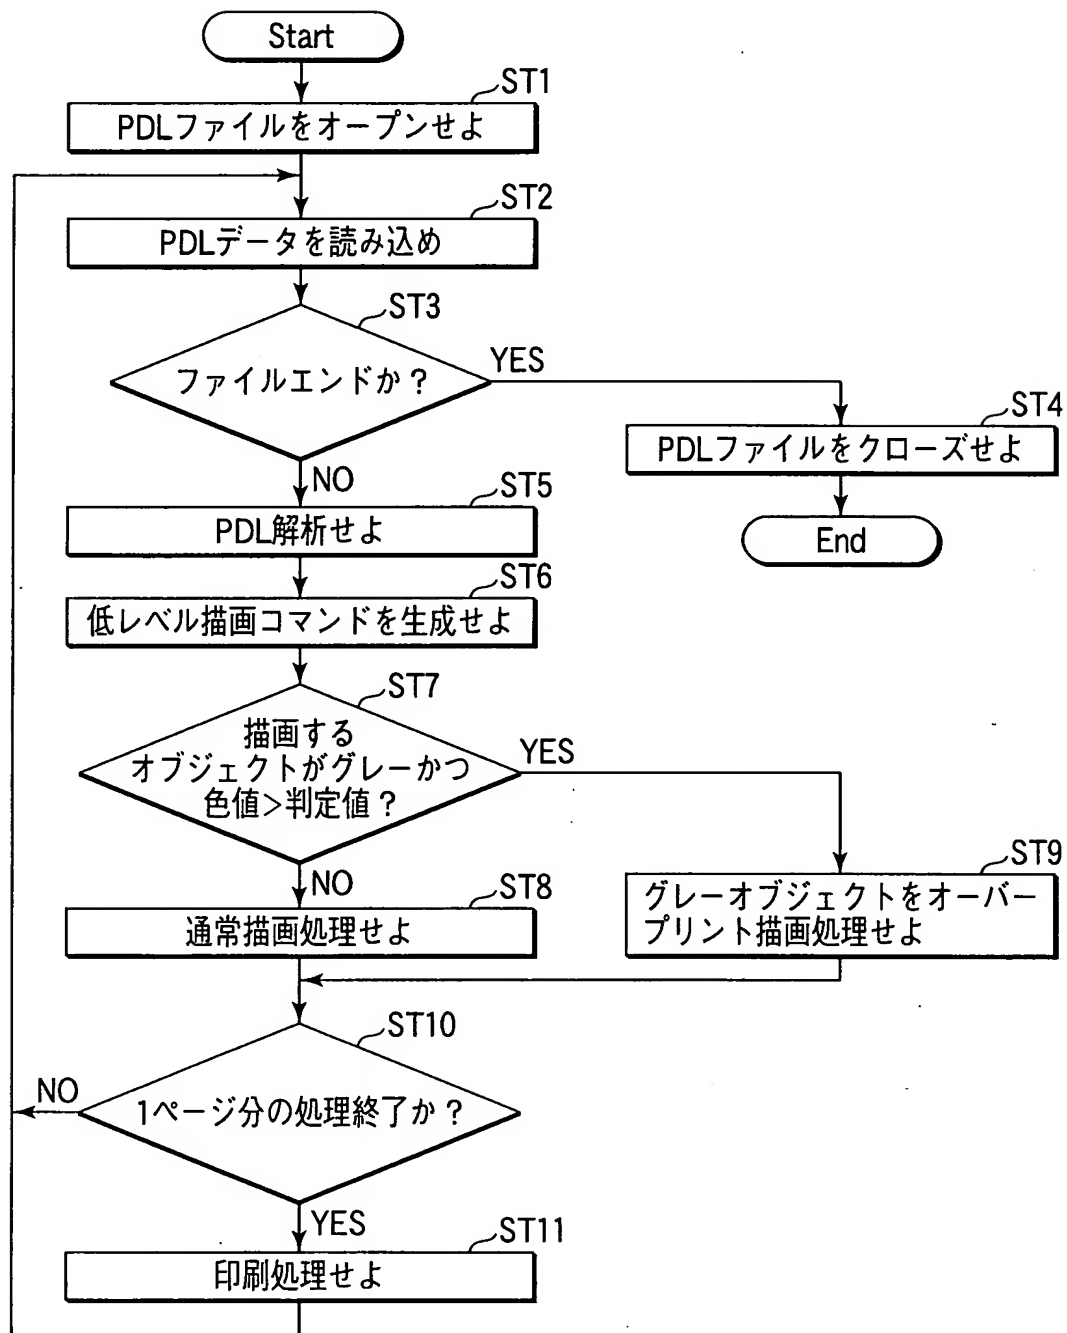 Start
ST1
PDLファイルをオープンせよ
ST2
PDLデータを読み込め
ST3
ファイルエンドか？
YES
ST4
PDLファイルをクローズせよ
End
NO
ST5
PDL解析せよ
ST6
低レベル描画コマンドを生成せよ
ST7
描画する
オブジェクトがグレーかつ
色値>判定値？
YES
NO
ST8
通常描画処理せよ
ST9
グレーオブジェクトをオーバー
プリント描画処理せよ
ST10
1ページ分の処理終了か？
NO
YES
ST11
印刷処理せよ